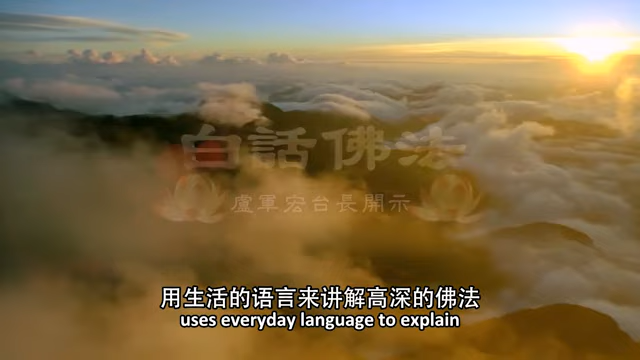 白話佛法
盧軍宏台長開示
用生活的语言来讲解高深的佛法
uses everyday language to explain